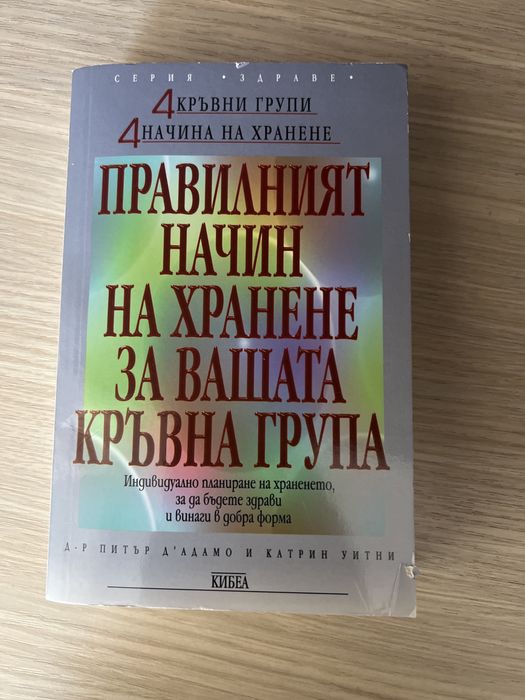 СЕРИЯ • ЗДРАВЕ •
4 КРЪВНИ ГРУПИ
4 НАЧИНА НА ХРАНЕНЕ
ПРАВИЛНИЯТ
НАЧИН
НА ХРАНЕНЕ
ЗА ВАШАТА
КРЪВНА ГРУПА
Индивидуално планиране на храненето,
за да бъдете здрави
и винаги в добра форма
Д-Р ПИТЪР Д'АДАМО И КАТРИН УИТНИ
КИБЕА